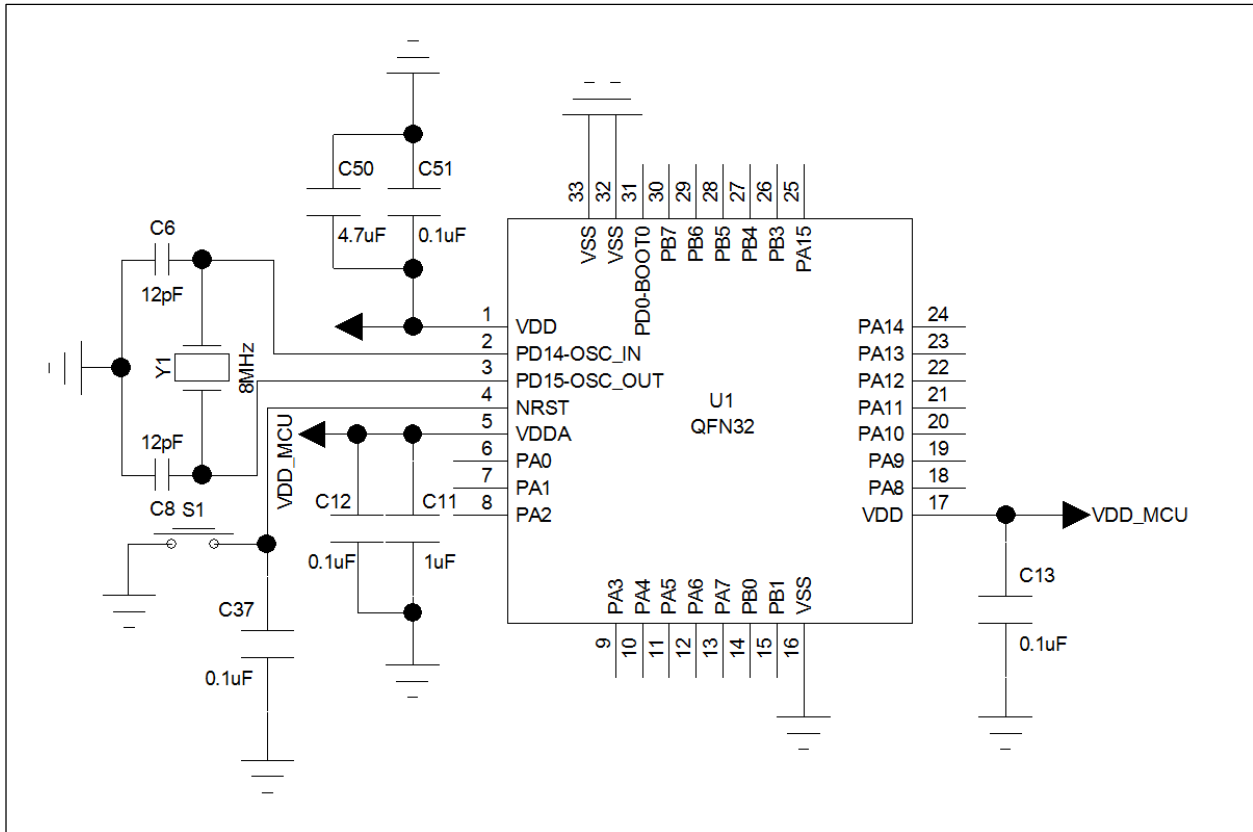 C50
4.7uF
C51
0.1uF
C6
12pF
Y1
8MHz
12pF
C8
S1
C37
0.1uF
VDD_MCU
C12
0.1uF
C11
1uF
U1
QFN32
33
32
31
30
29
28
27
26
25
VSS
VSS
PD0-BOOT0
PB7
PB6
PB5
PB4
PB3
PA15
1 VDD
2 PD14-OSC_IN
3 PD15-OSC_OUT
4 NRST
5 VDDA
6 PA0
7 PA1
8 PA2
PA14 24
PA13 23
PA12 22
PA11 21
PA10 20
PA9 19
PA8 18
VDD 17
VDD_MCU
C13
0.1uF
PA3
PA4
PA5
PA6
PA7
PB0
PB1
VSS
9
10
11
12
13
14
15
16